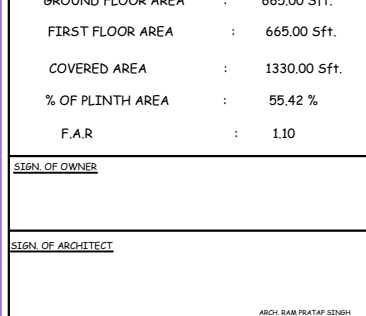 GROUND FLOOR AREA : 665.00 Sft.
FIRST FLOOR AREA : 665.00 Sft.
COVERED AREA : 1330.00 Sft.
% OF PLINTH AREA : 55.42 %
F.A.R : 1.10
SIGN. OF OWNER
SIGN. OF ARCHITECT
ARCH. RAM PRATAP SINGH